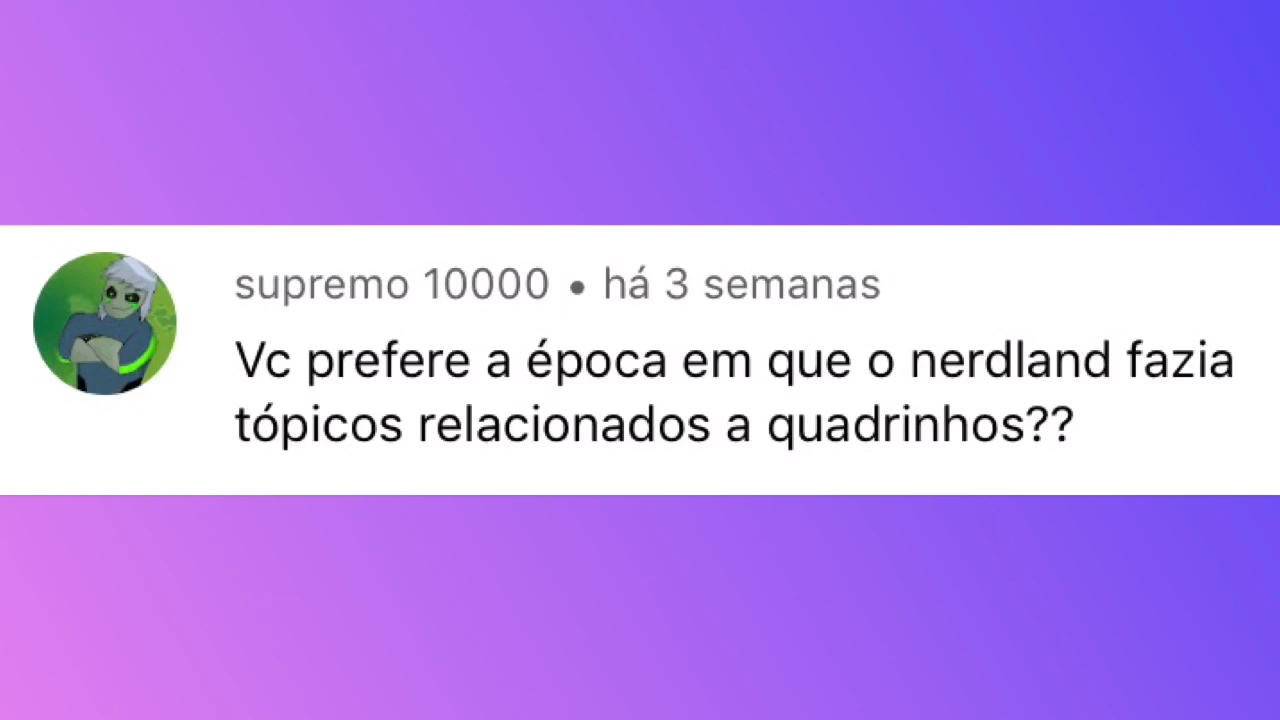 supremo 10000 • há 3 semanas
Vc prefere a época em que o nerdland fazia
tópicos relacionados a quadrinhos??